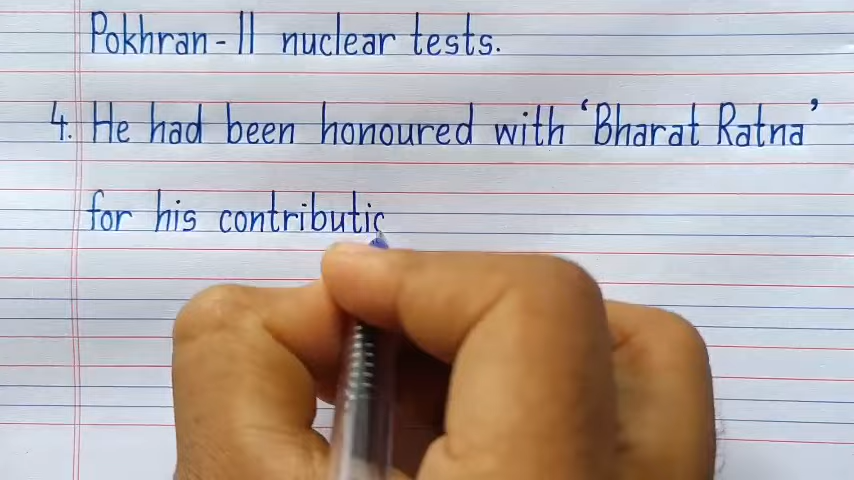 Pokhran-II nuclear tests.
4. He had been honoured with ‘Bharat Ratna’
for his contributic